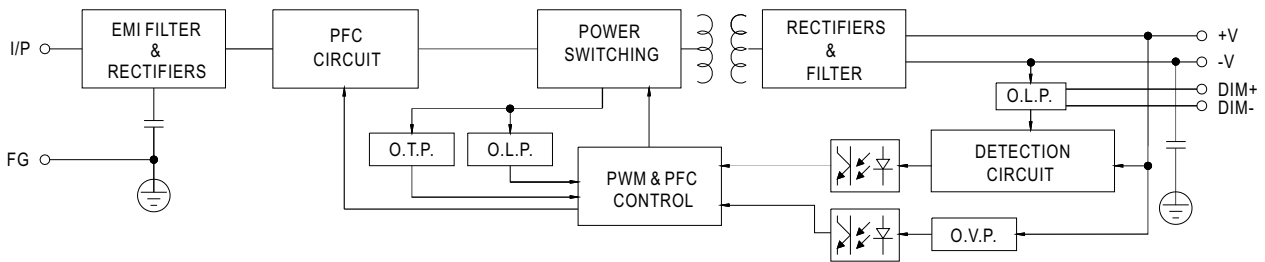 I/P
EMI FILTER
&
RECTIFIERS
PFC
CIRCUIT
POWER
SWITCHING
RECTIFIERS
&
FILTER
+V
-V
O.L.P.
DIM+
DIM-
FG
O.T.P.
O.L.P.
PWM & PFC
CONTROL
DETECTION
CIRCUIT
O.V.P.